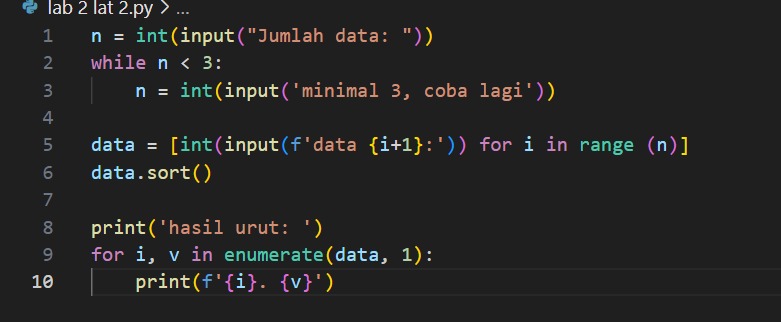 lab 2 lat 2.py > ...
1 n = int(input("Jumlah data: "))
2 while n < 3:
3     n = int(input('minimal 3, coba lagi'))
4
5 data = [int(input(f'data {i+1}:')) for i in range (n)]
6 data.sort()
7
8 print('hasil urut: ')
9 for i, v in enumerate(data, 1):
10     print(f'{i}. {v}')